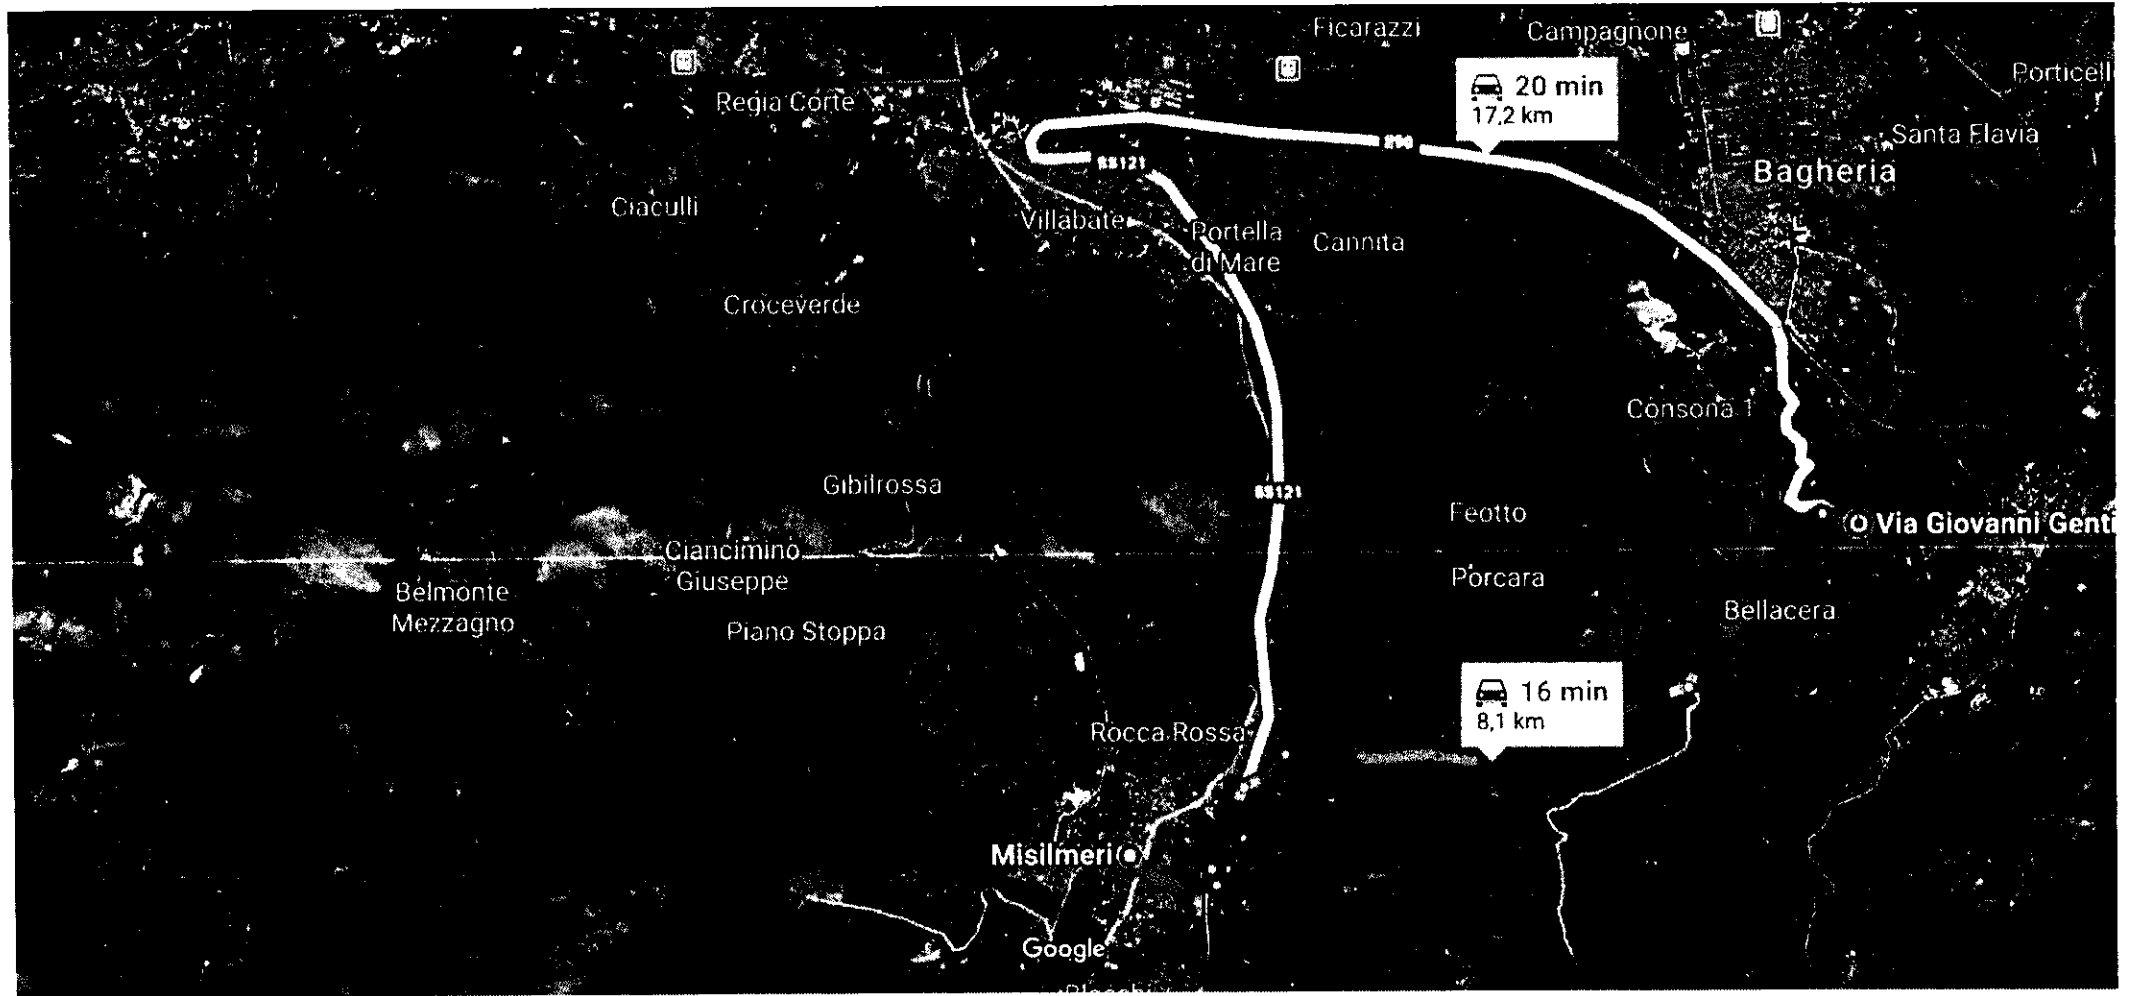 Ficarazzi
Campagnone
Regia Corte
20 min
17,2 km
Porticell
Santa Flavia
Bagheria
SS121
Ciaculli
Villabate
Portella
di Mare
Cannita
Croceverde
Consona 1
Gibilrossa
SS121
Feotto
Via Giovanni Genti
Ciancimino
Giuseppe
Belmonte
Mezzagno
Porcara
Bellacera
Piano Stoppa
16 min
8,1 km
Rocca Rossa
Misilmeri
Google